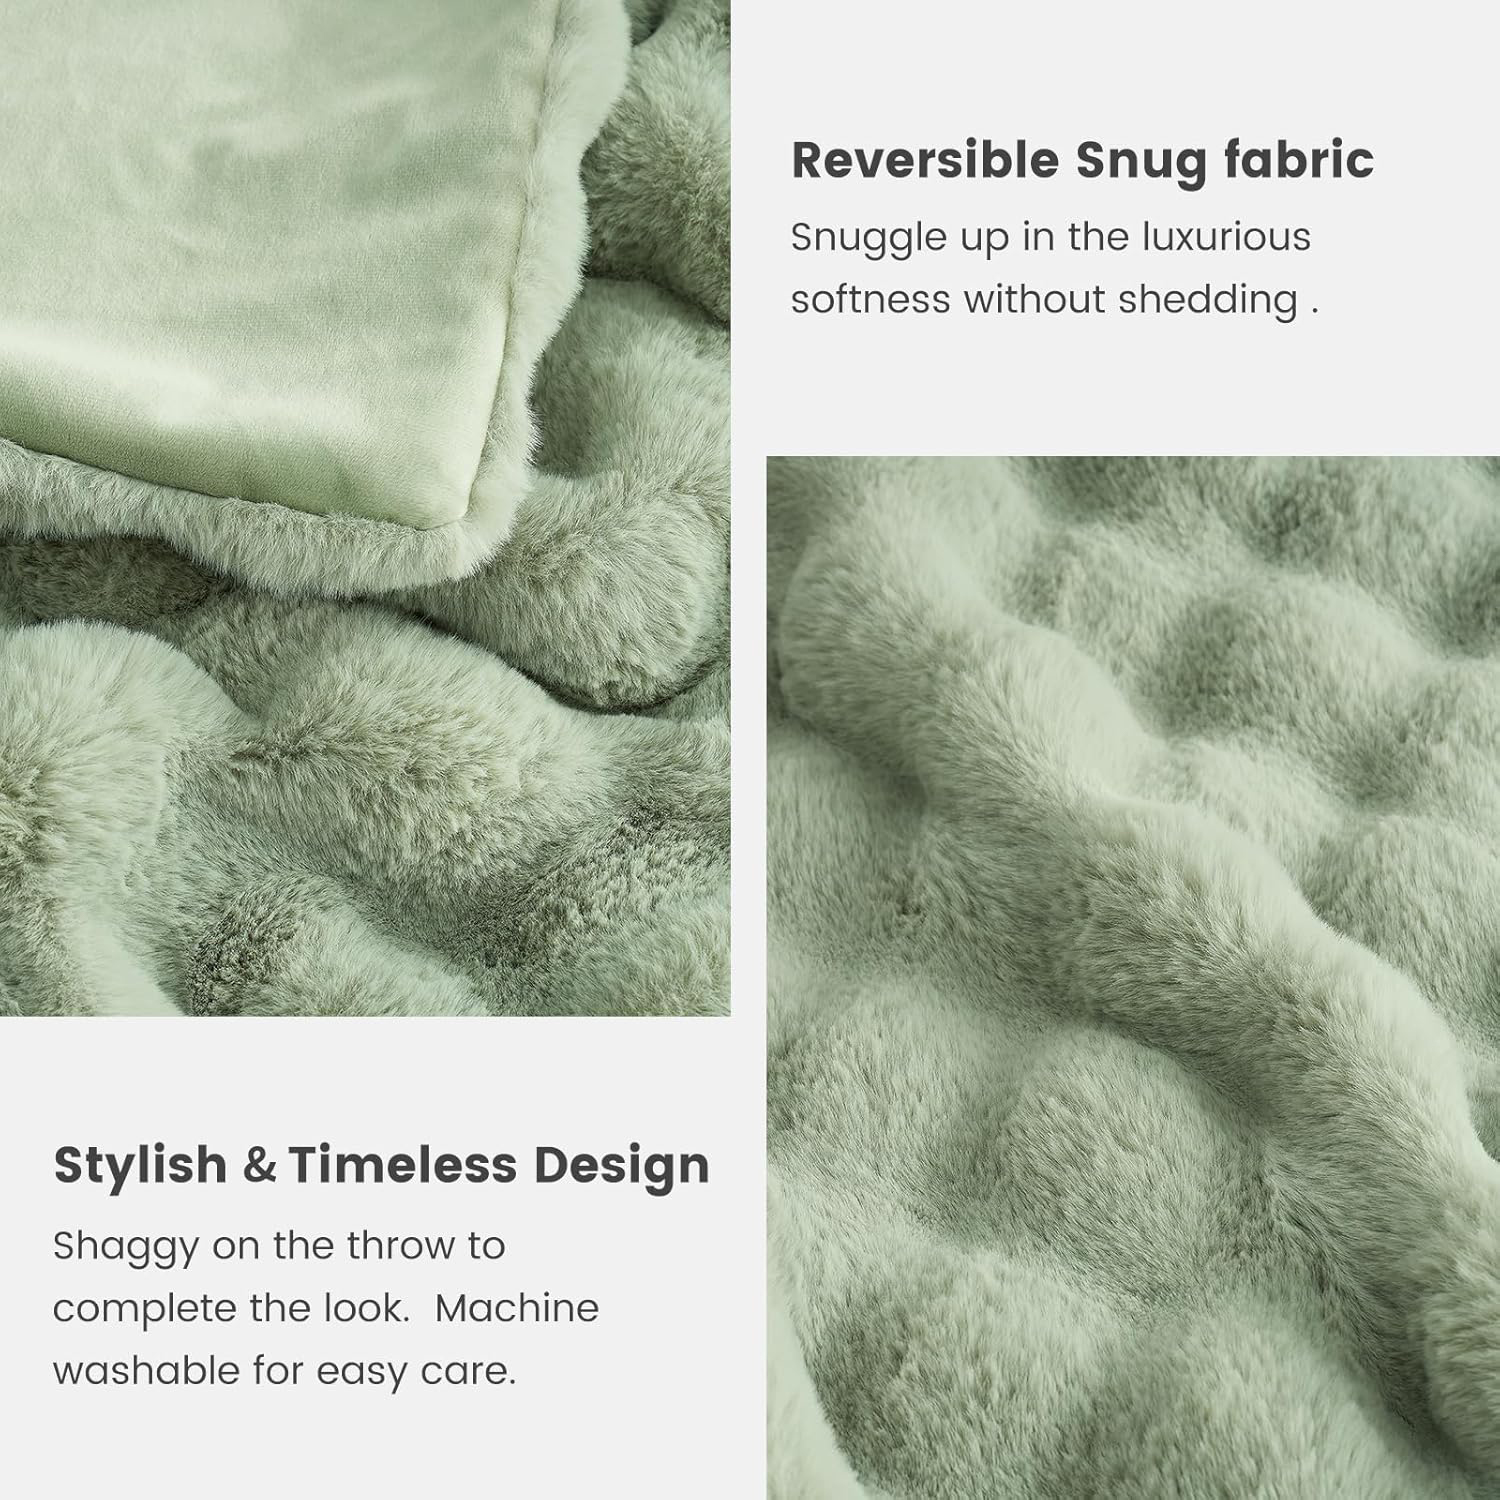 Reversible Snug fabric
Snuggle up in the luxurious
softness without shedding .
Stylish & Timeless Design
Shaggy on the throw to
complete the look.  Machine
washable for easy care.